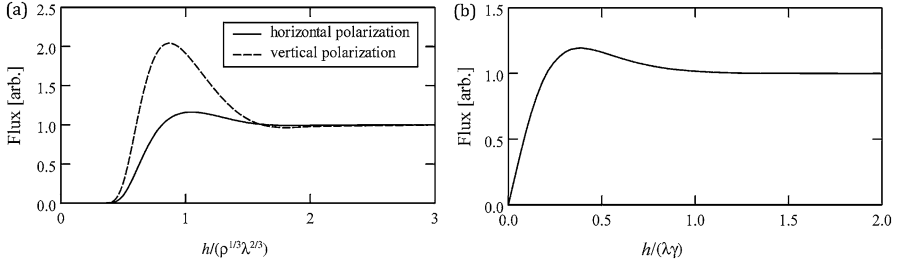 (a)
2.5
2.0
1.5
1.0
0.5
0.0
Flux [arb.]
horizontal polarization
vertical polarization
0
1
2
3
h/(ρ^{1/3}λ^{2/3})
(b)
1.5
1.0
0.5
0.0
Flux [arb.]
0.0
0.5
1.0
1.5
2.0
h/(λγ)